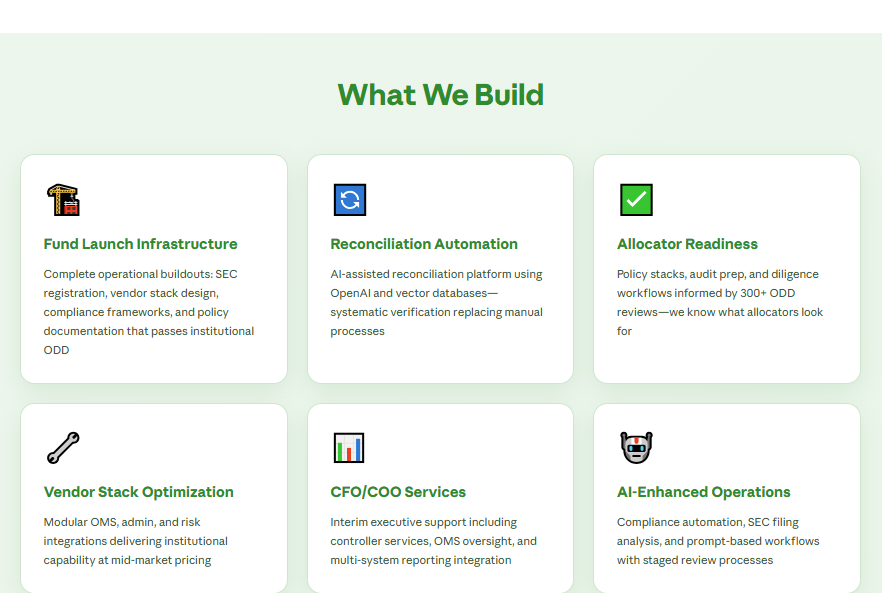 What We Build
Fund Launch Infrastructure
Complete operational buildouts: SEC
registration, vendor stack design,
compliance frameworks, and policy
documentation that passes institutional
ODD
Reconciliation Automation
AI-assisted reconciliation platform using
OpenAI and vector databases—
systematic verification replacing manual
processes
Allocator Readiness
Policy stacks, audit prep, and diligence
workflows informed by 300+ ODD
reviews—we know what allocators look
for
Vendor Stack Optimization
Modular OMS, admin, and risk
integrations delivering institutional
capability at mid-market pricing
CFO/COO Services
Interim executive support including
controller services, OMS oversight, and
multi-system reporting integration
AI-Enhanced Operations
Compliance automation, SEC filing
analysis, and prompt-based workflows
with staged review processes